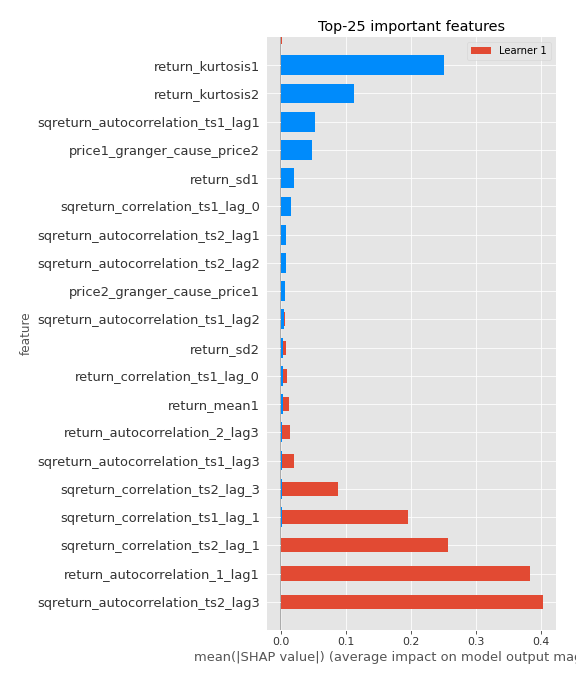 Top-25 important features
Learner 1
return_kurtosis1
return_kurtosis2
sqreturn_autocorrelation_ts1_lag1
price1_granger_cause_price2
return_sd1
sqreturn_correlation_ts1_lag_0
sqreturn_autocorrelation_ts2_lag1
sqreturn_autocorrelation_ts2_lag2
price2_granger_cause_price1
sqreturn_autocorrelation_ts1_lag2
return_sd2
return_correlation_ts1_lag_0
return_mean1
return_autocorrelation_2_lag3
sqreturn_autocorrelation_ts1_lag3
sqreturn_correlation_ts2_lag_3
sqreturn_correlation_ts1_lag_1
sqreturn_correlation_ts2_lag_1
return_autocorrelation_1_lag1
sqreturn_autocorrelation_ts2_lag3
feature
0.0 0.1 0.2 0.3 0.4
mean(|SHAP value|) (average impact on model output mag